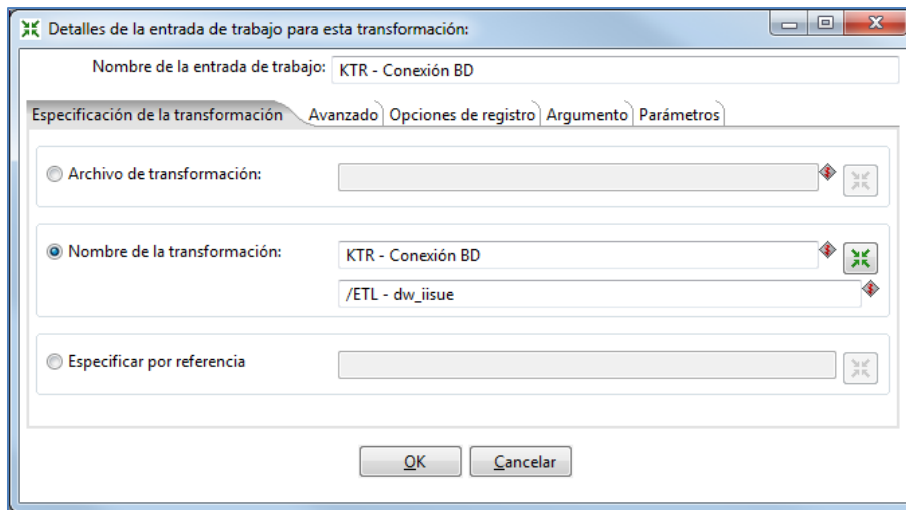 Detalles de la entrada de trabajo para esta transformación:
Nombre de la entrada de trabajo: KTR - Conexión BD
Especificación de la transformación Avanzado Opciones de registro Argumento Parámetros
Archivo de transformación:
Nombre de la transformación: KTR - Conexión BD
/ETL - dw_iisue
Especificar por referencia
OK Cancelar